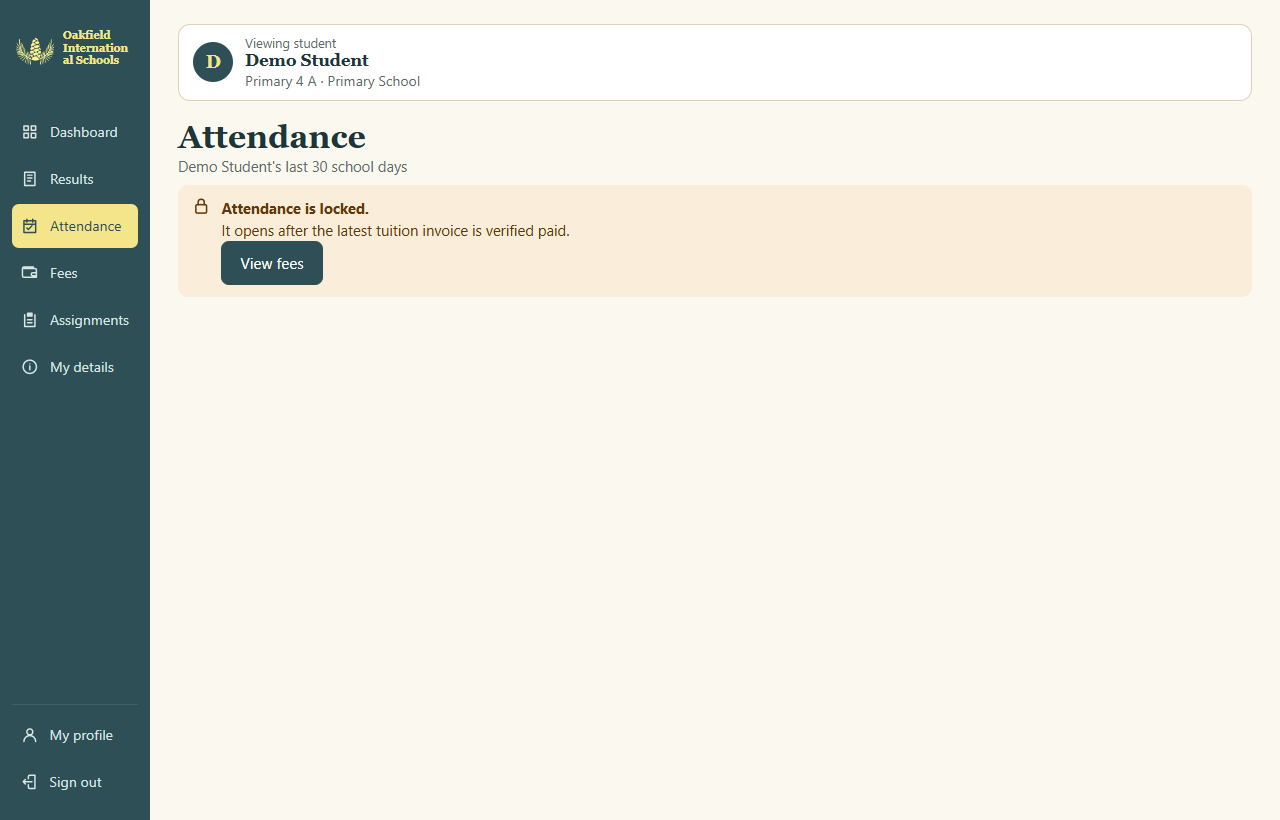 Oakfield
Internation
al Schools
Dashboard
Results
Attendance
Fees
Assignments
My details
My profile
Sign out
D
Viewing student
Demo Student
Primary 4 A · Primary School
Attendance
Demo Student's last 30 school days
Attendance is locked.
It opens after the latest tuition invoice is verified paid.
View fees